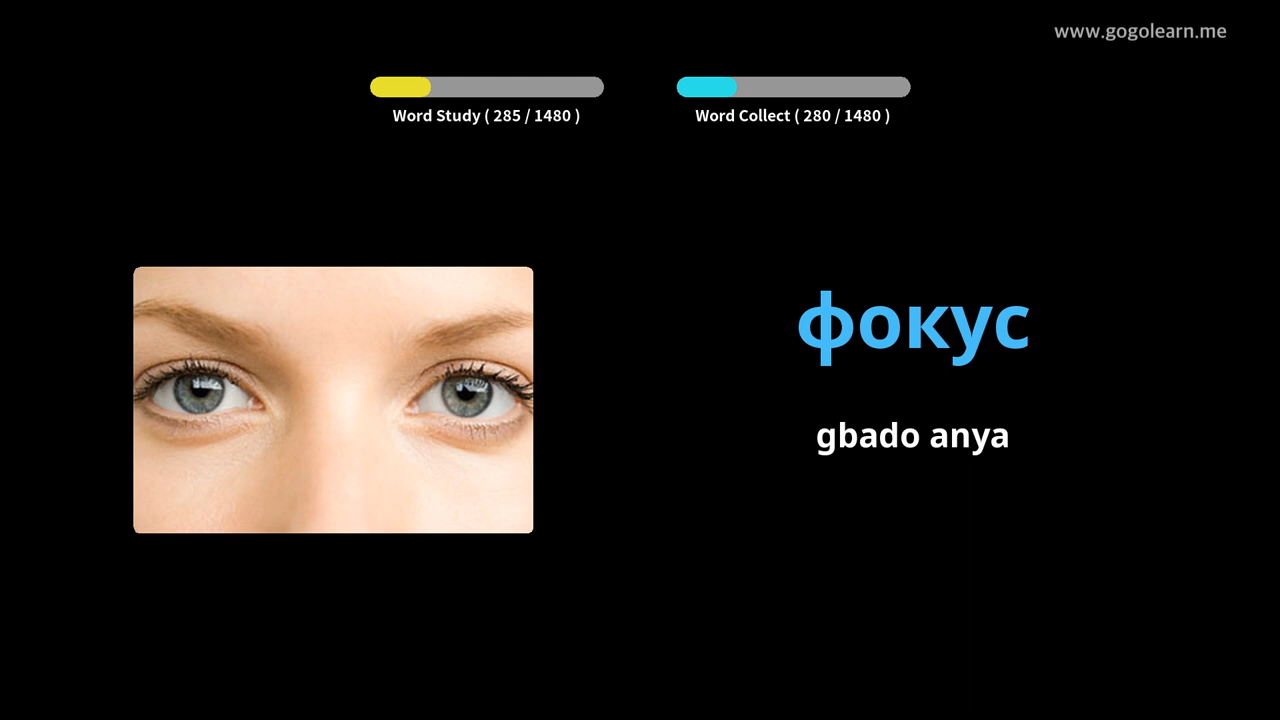 www.gogolearn.me
Word Study ( 285 / 1480 )
Word Collect ( 280 / 1480 )
фокус
gbado anya